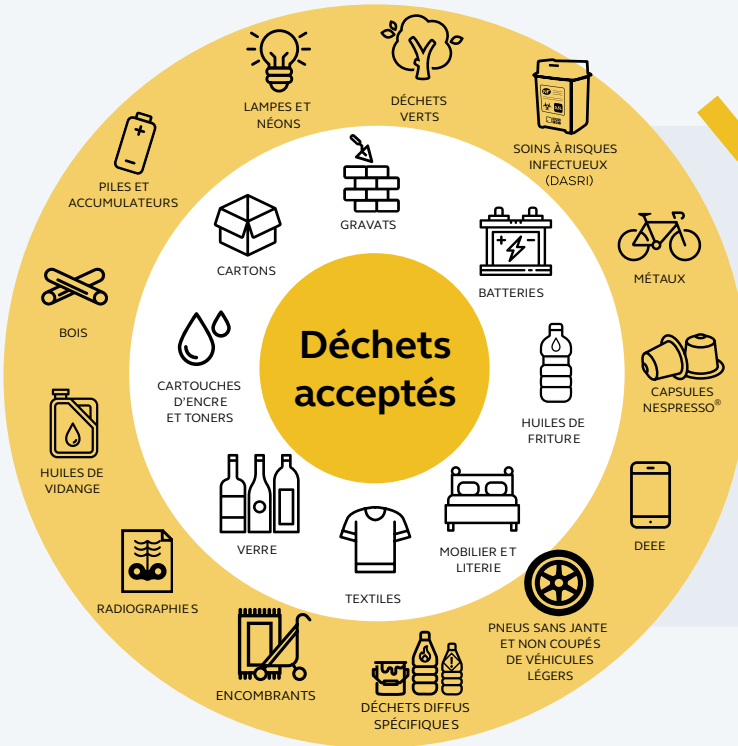 LAMPES ET
NÉONS
DÉCHETS
VERTS
SOINS À RISQUES
INFECTUEUX
(DASRI)
PILES ET
ACCUMULATEURS
GRAVATS
CARTONS
BATTERIES
MÉTAUX
BOIS
Déchets
acceptés
CARTOUCHES
D'ENCRE
ET TONERS
HUILES DE
FRITURE
CAPSULES
NESPRESSO®
HUILES DE
VIDANGE
VERRE
TEXTILES
MOBILIER ET
LITERIE
DEEE
RADIOGRAPHIES
ENCOMBRANTS
DÉCHETS DIFFUS
SPÉCIFIQUES
PNEUS SANS JANTE
ET NON COUPÉS
DE VÉHICULES
LÉGERS